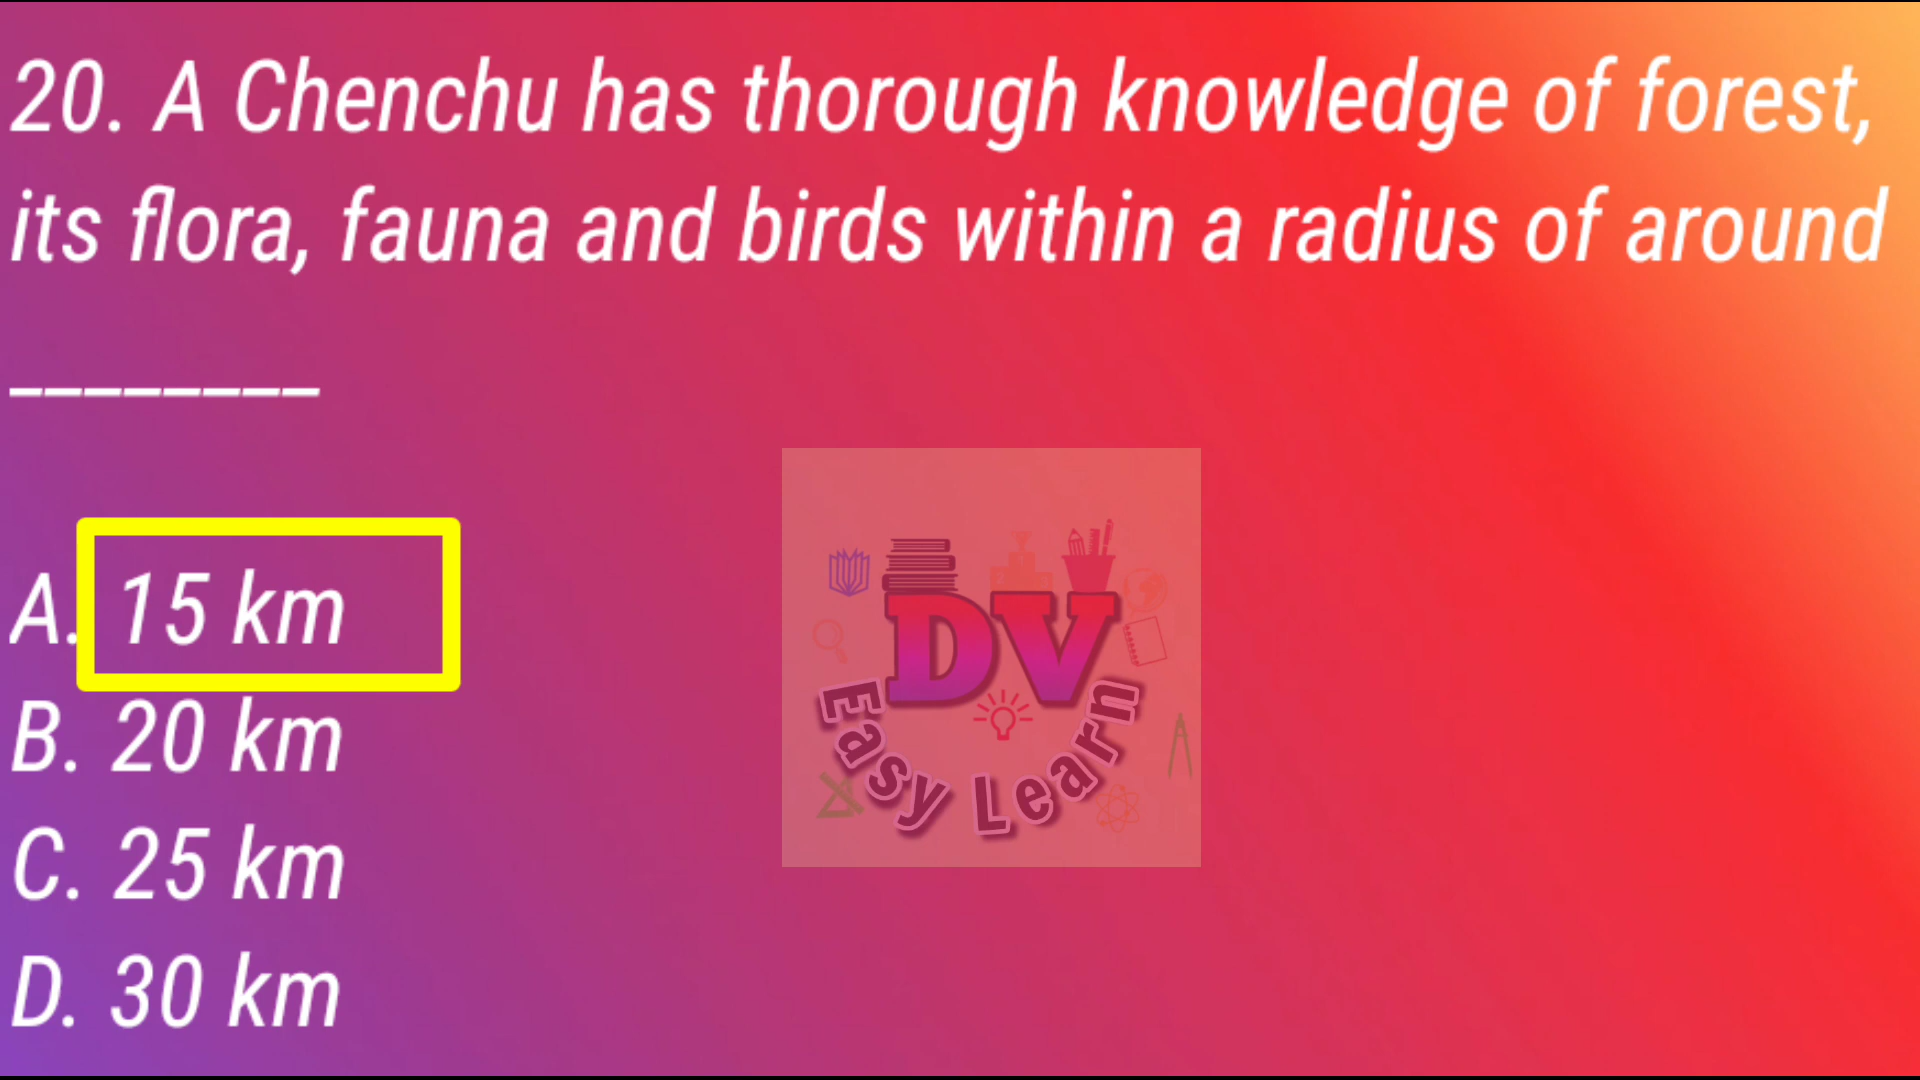 20. A Chenchu has thorough knowledge of forest,
its flora, fauna and birds within a radius of around
________
A. 15 km
B. 20 km
C. 25 km
D. 30 km
DV
Easy Learn